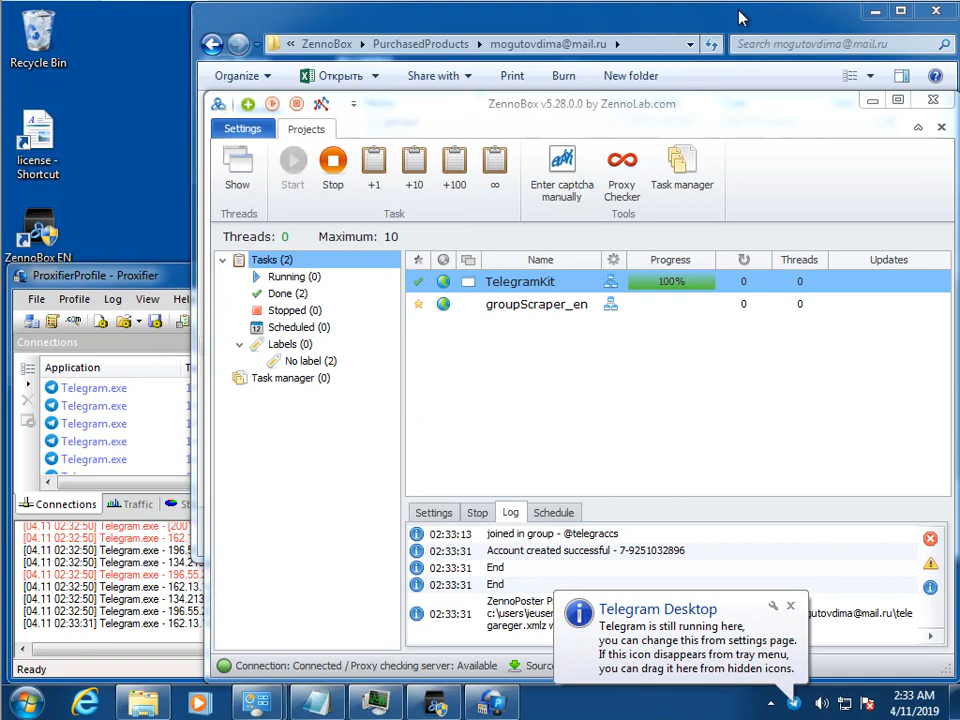 Recycle Bin
license -
Shortcut
ZennoBox EN
« ZennoBox ▸ PurchasedProducts ▸ mogutovdima@mail.ru ▸
Search mogutovdima@mail.ru
Organize
Открыть
Share with
Print
Burn
New folder
ZennoBox v5.28.0.0 by ZennoLab.com
Settings
Projects
Show
Start
Stop
+1
+10
+100
∞
Enter captcha
manually
Proxy
Checker
Task manager
Threads
Task
Tools
Threads: 0 Maximum: 10
Tasks (2)
Running (0)
Done (2)
Stopped (0)
12 Scheduled (0)
Labels (0)
No label (2)
Task manager (0)
Name
Progress
Threads
Updates
TelegramKit 100% 0 0
groupScraper_en 0 0
ProxifierProfile - Proxifier
File Profile Log View
Connections
Application
Telegram.exe
Telegram.exe
Telegram.exe
Telegram.exe
Telegram.exe
Connections
Traffic
[04.11 02:32:50] Telegram.exe - [200
[04.11 02:32:50] Telegram.exe - 162.
[04.11 02:32:50] Telegram.exe - 196.5
[04.11 02:32:50] Telegram.exe - 134.2
[04.11 02:32:50] Telegram.exe - 196.55.
[04.11 02:32:50] Telegram.exe - 162.13.
[04.11 02:32:50] Telegram.exe - 134.213
[04.11 02:32:50] Telegram.exe - 196.55.2
[04.11 02:33:31] Telegram.exe - 162.13.
Ready
Settings
Stop
Log
Schedule
02:33:13 joined in group - @telegraccs
02:33:31 Account created successful - 7-9251032896
02:33:31 End
02:33:31 End
ZennoPoster P
02:33:31 c:\users\ieuser
ogutovdima@mail.ru\tele
gareger.xmlz w
Telegram Desktop
Telegram is still running here,
you can change this from settings page.
If this icon disappears from tray menu,
you can drag it here from hidden icons.
Connection: Connected / Proxy checking server: Available
2:33 AM
4/11/2019